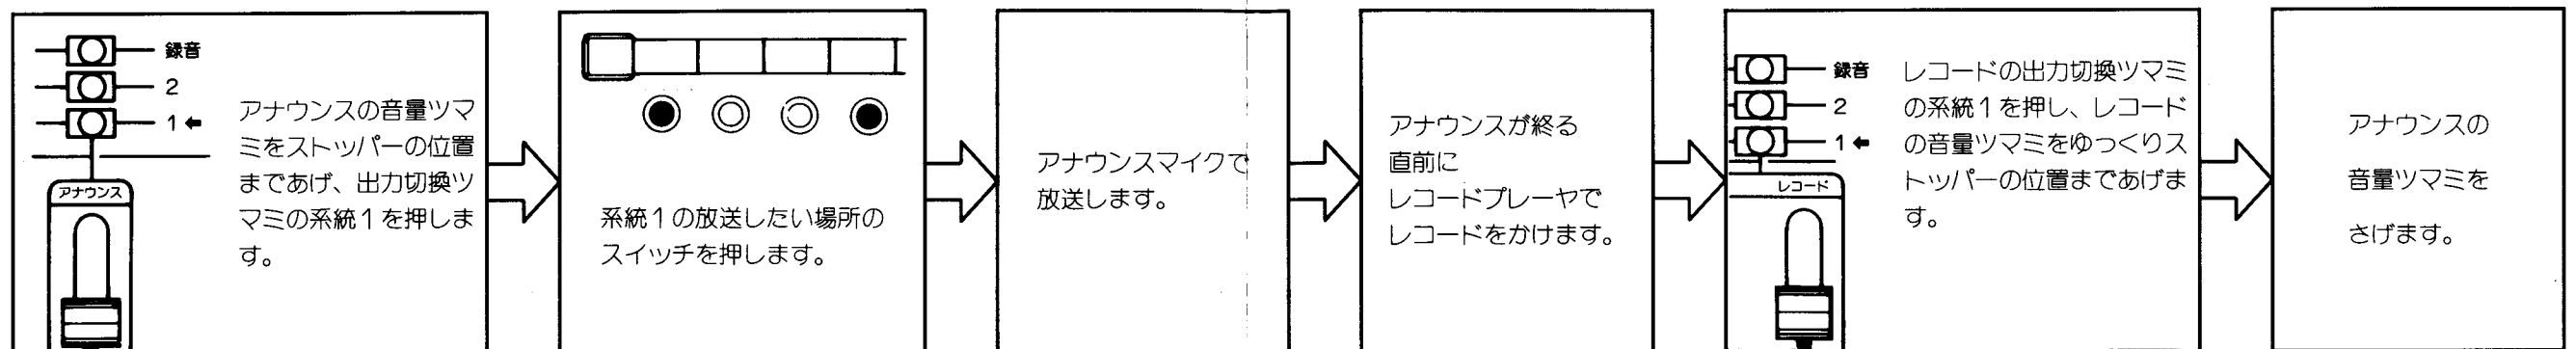 録音
2
1
アナウンス
アナウンスの音量ツマ
ミをストッパーの位置
まであげ、出力切換ツ
マミの系統1を押しま
す。
系統1の放送したい場所の
スイッチを押します。
アナウンスマイクで
放送します。
アナウンスが終る
直前に
レコードプレーヤで
レコードをかけます。
録音
2
1
レコード
レコードの出力切換ツマミ
の系統1を押し、レコード
の音量ツマミをゆっくりス
トッパーの位置まであげま
す。
アナウンスの
音量ツマミを
さげます。